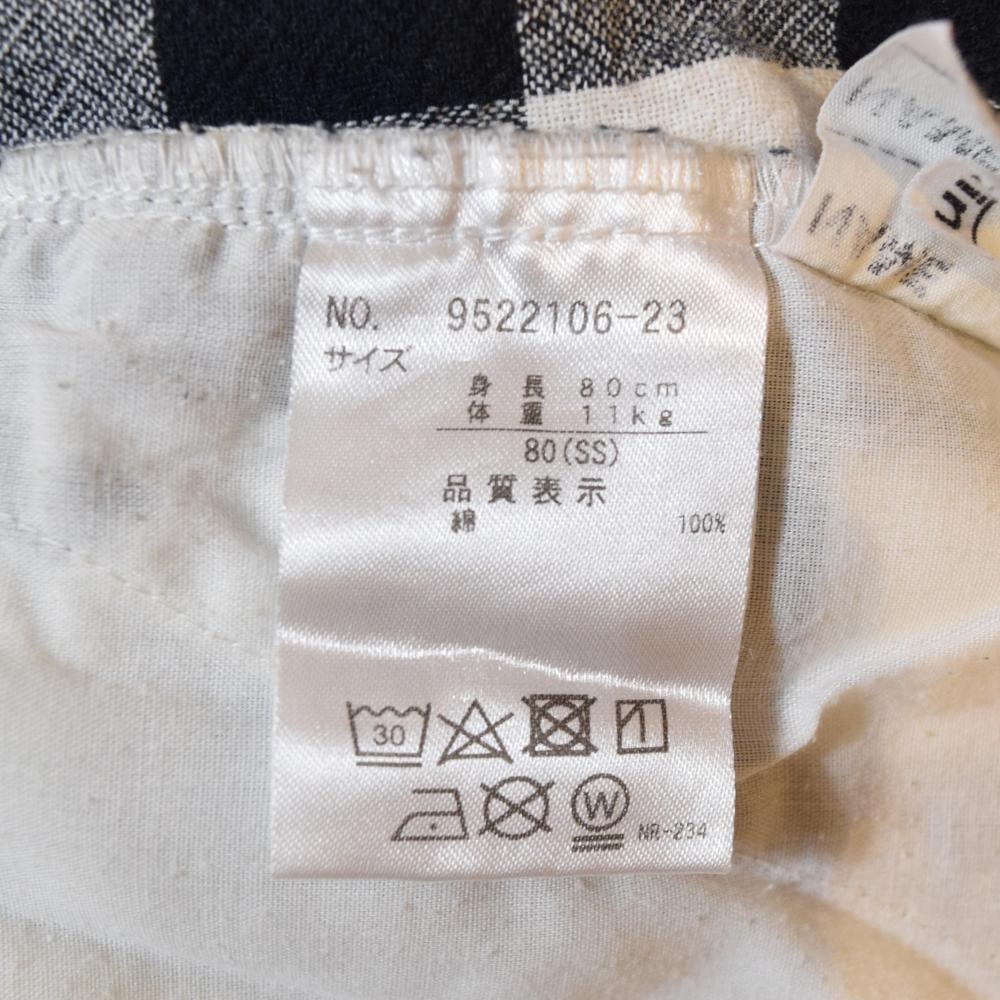 NO. 9522106-23
サイズ
身長 80cm
体重 11kg
80(SS)
品質表示
綿 100%
30
W
NR-234